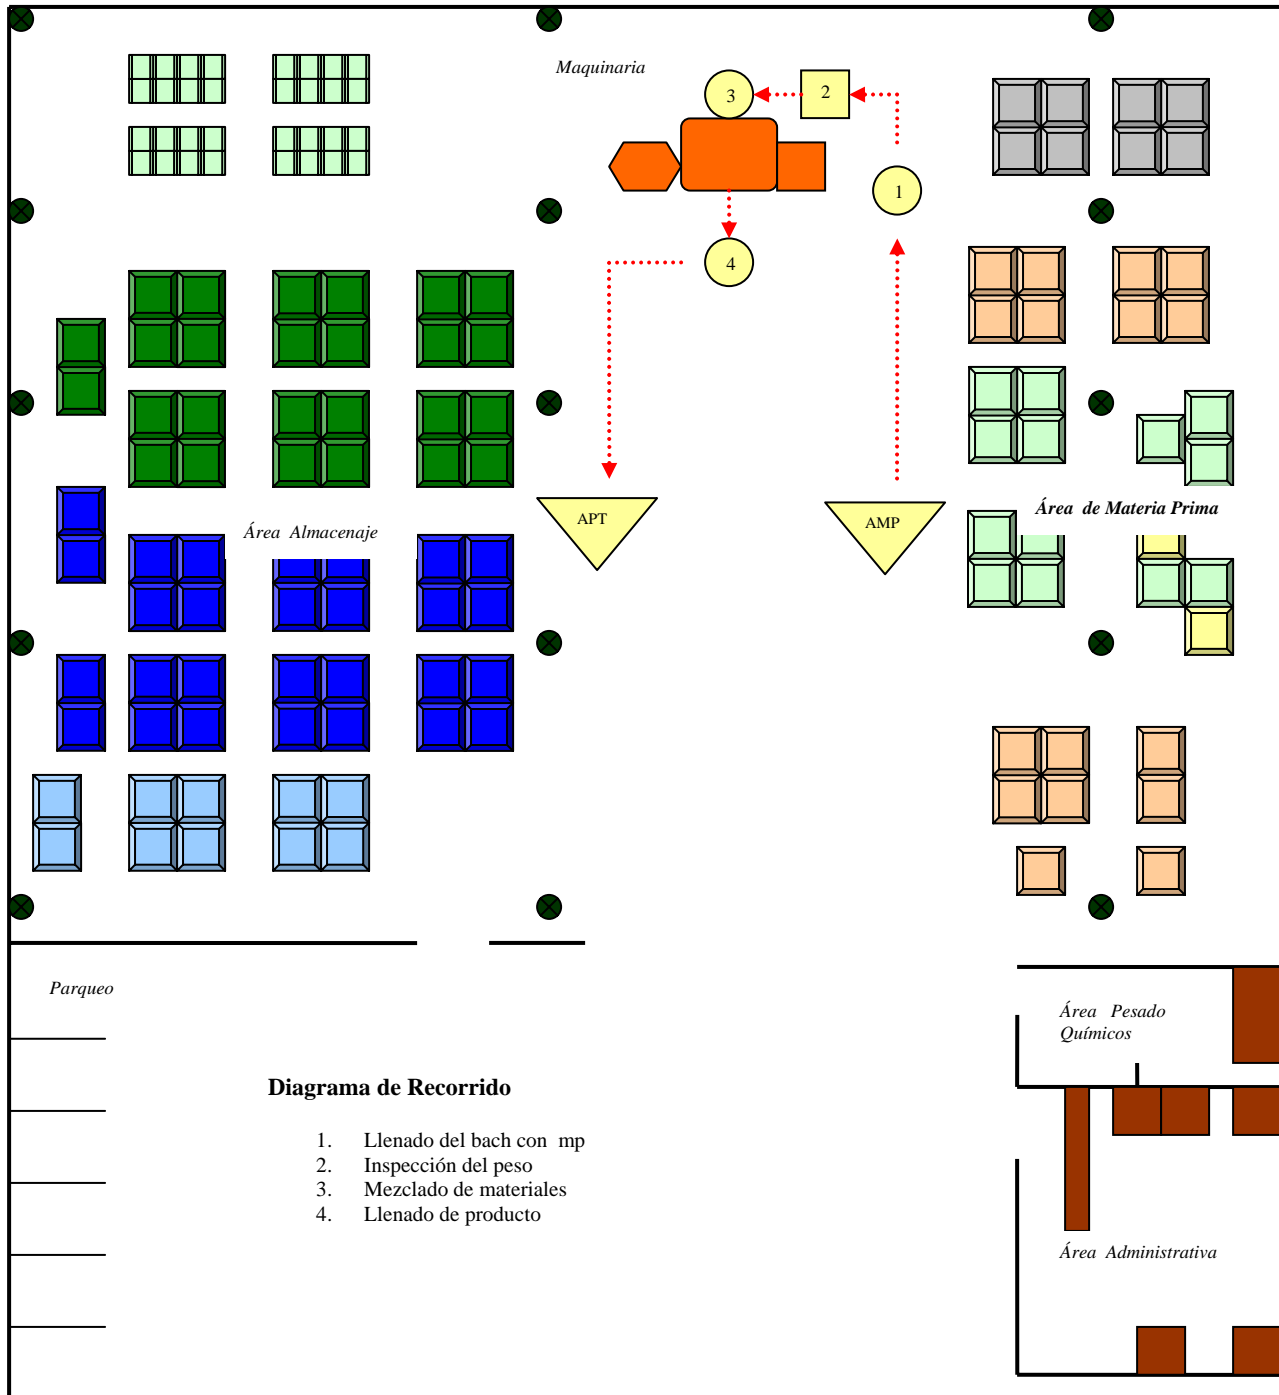 Maquinaria
3
2
1
4
APT
AMP
Área de Materia Prima
Área Almacenaje
Parqueo
Área Pesado
Químicos
Diagrama de Recorrido
1. Llenado del bach con mp
2. Inspección del peso
3. Mezclado de materiales
4. Llenado de producto
Área Administrativa